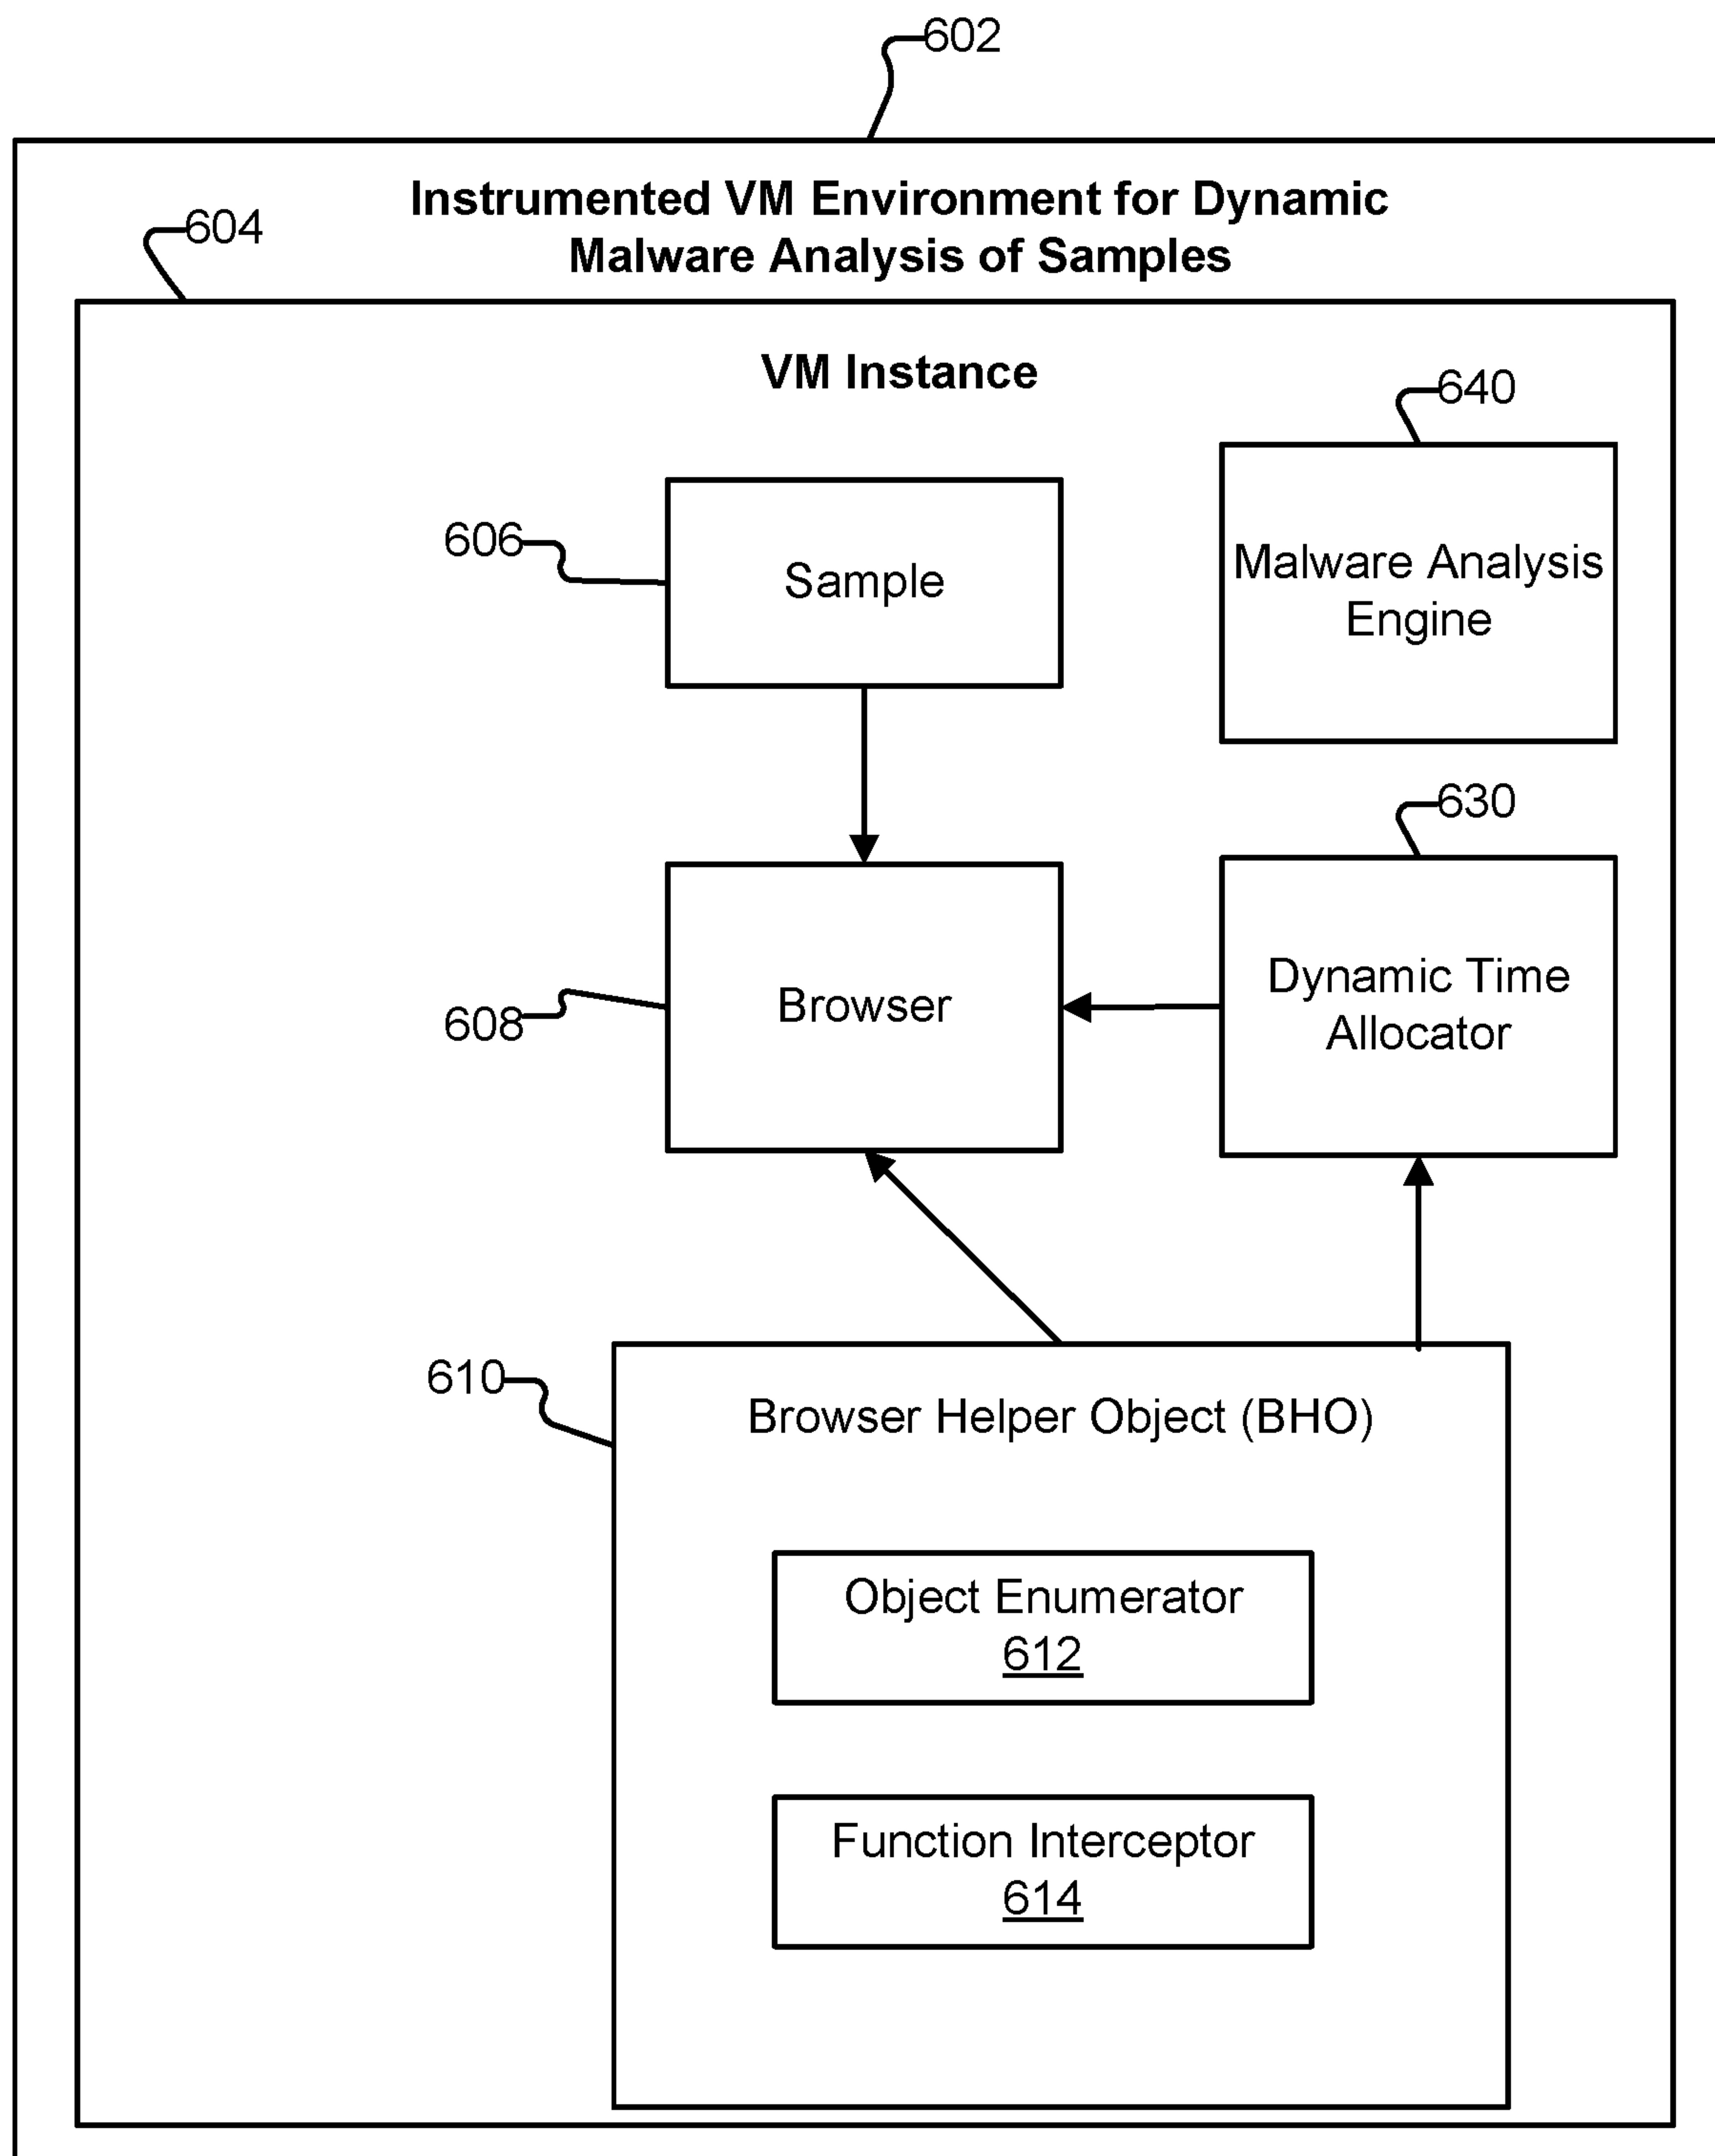 602
Instrumented VM Environment for Dynamic
Malware Analysis of Samples
604
VM Instance
640
606
Sample
Malware Analysis
Engine
630
608
Browser
Dynamic Time
Allocator
610
Browser Helper Object (BHO)
Object Enumerator
612
Function Interceptor
614